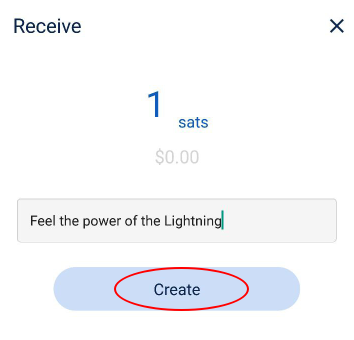 Receive
1 sats
$0.00
Feel the power of the Lightning
Create